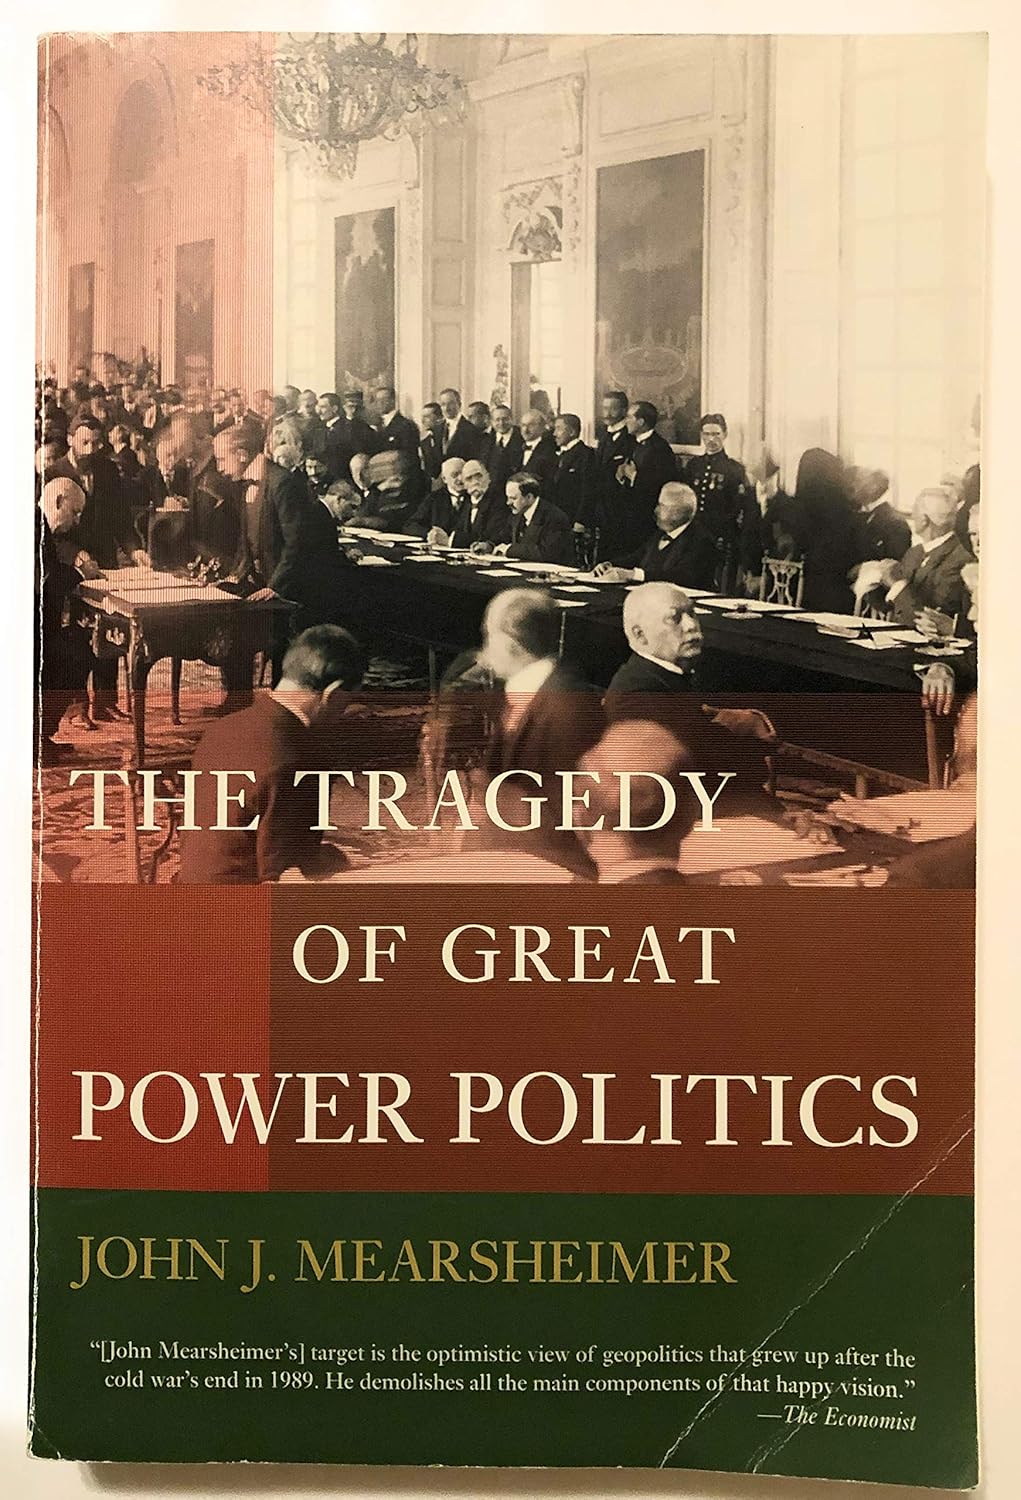 THE TRAGEDY
OF GREAT
POWER POLITICS
JOHN J. MEARSHEIMER
“[John Mearsheimer’s] target is the optimistic view of geopolitics that grew up after the
cold war’s end in 1989. He demolishes all the main components of that happy vision.”
—The Economist